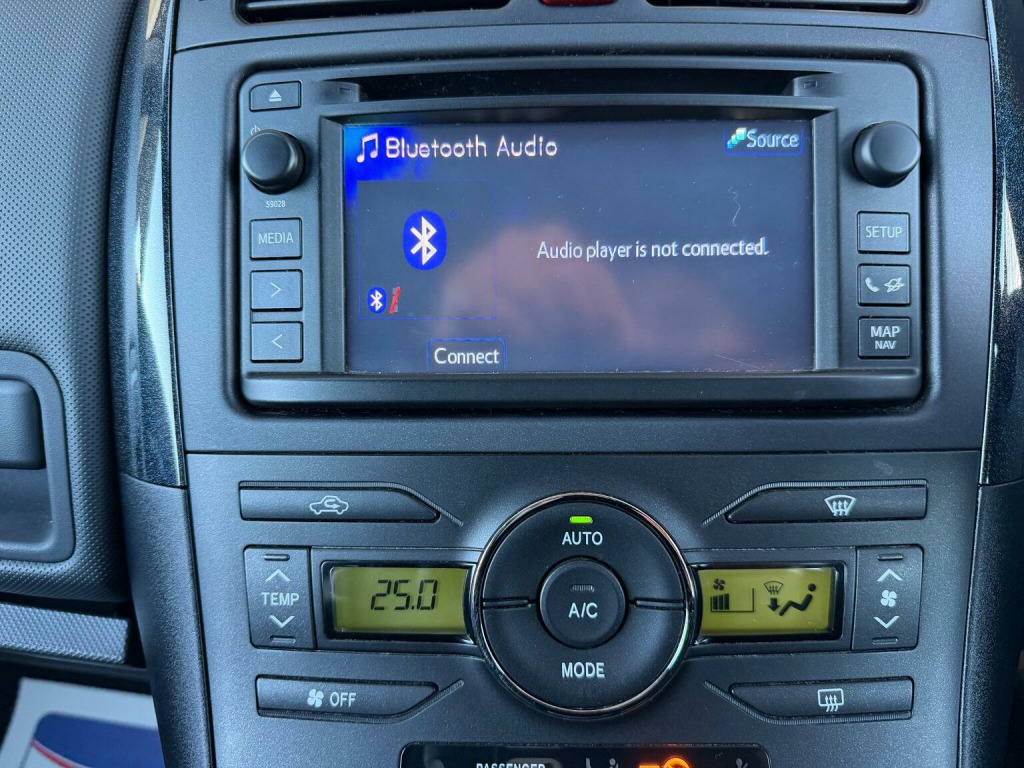 Bluetooth Audio
Source
59028
MEDIA
SETUP
Audio player is not connected.
>
<
MAP
NAV
Connect
AUTO
TEMP
25.0
A/C
MODE
OFF
PASSENGER